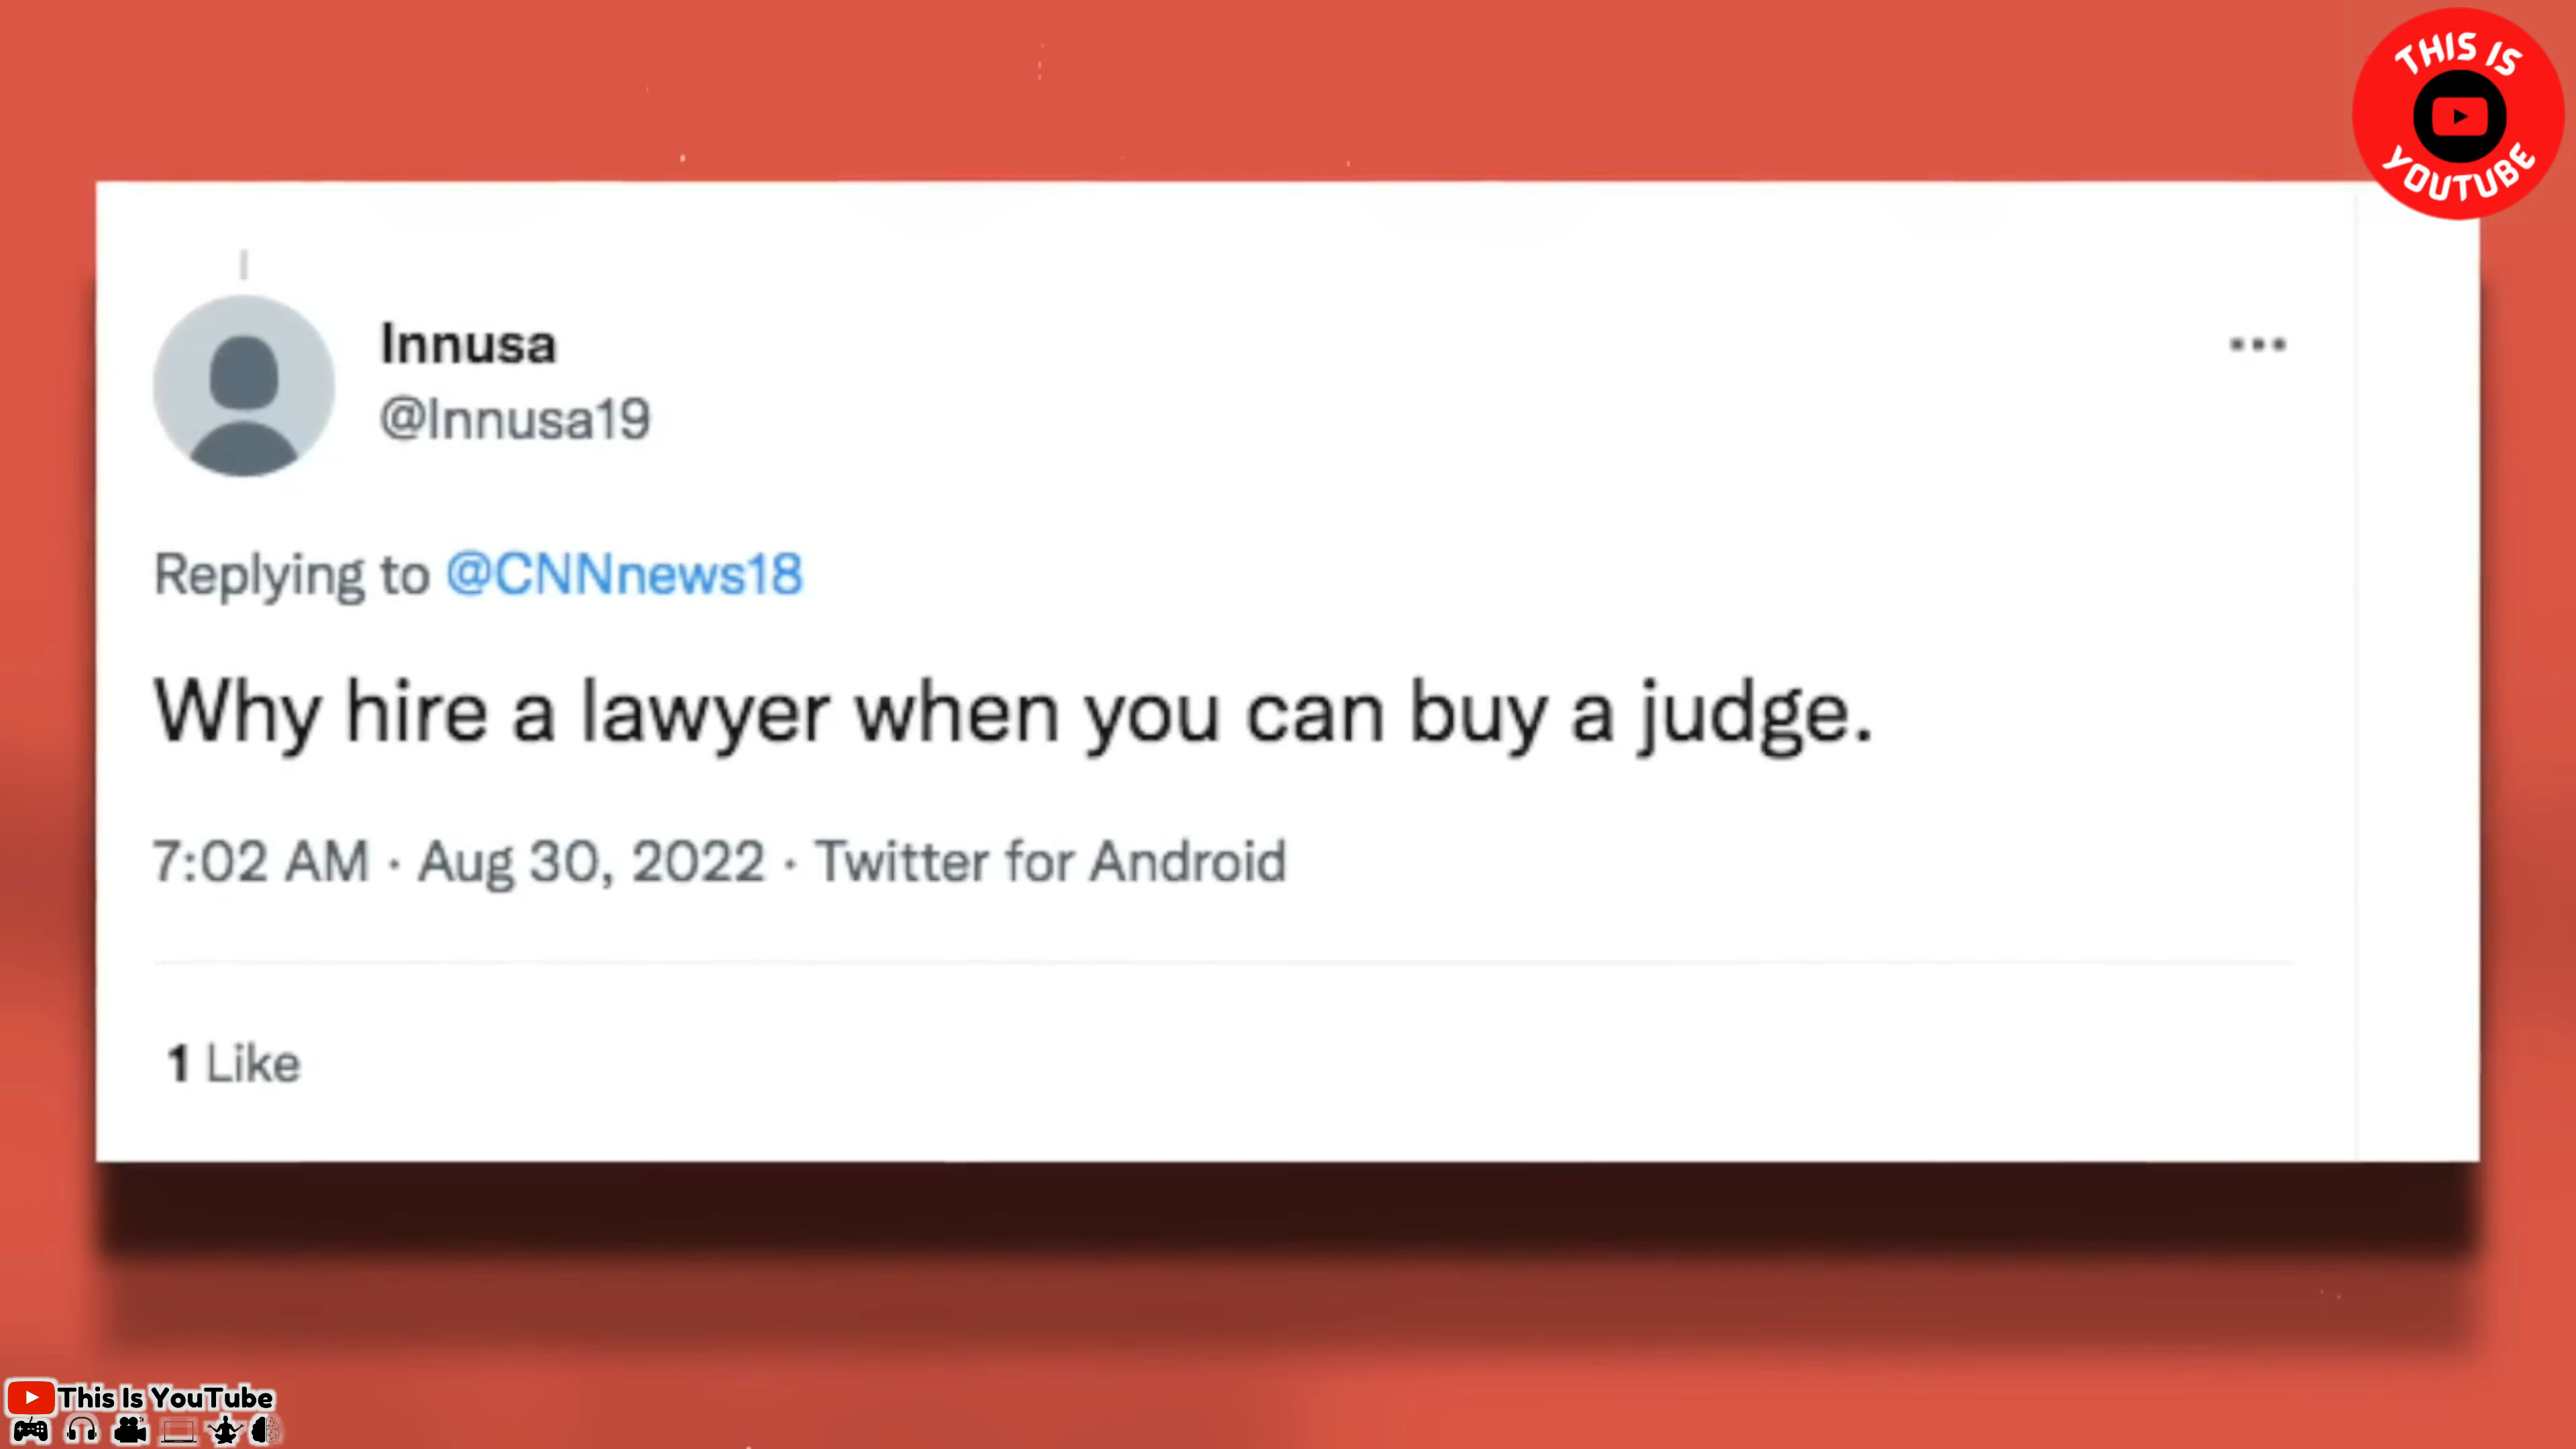 THIS IS
YOUTUBE
Innusa
@Innusa19
Replying to @CNNnews18
Why hire a lawyer when you can buy a judge.
7:02 AM · Aug 30, 2022 · Twitter for Android
1 Like
This Is YouTube